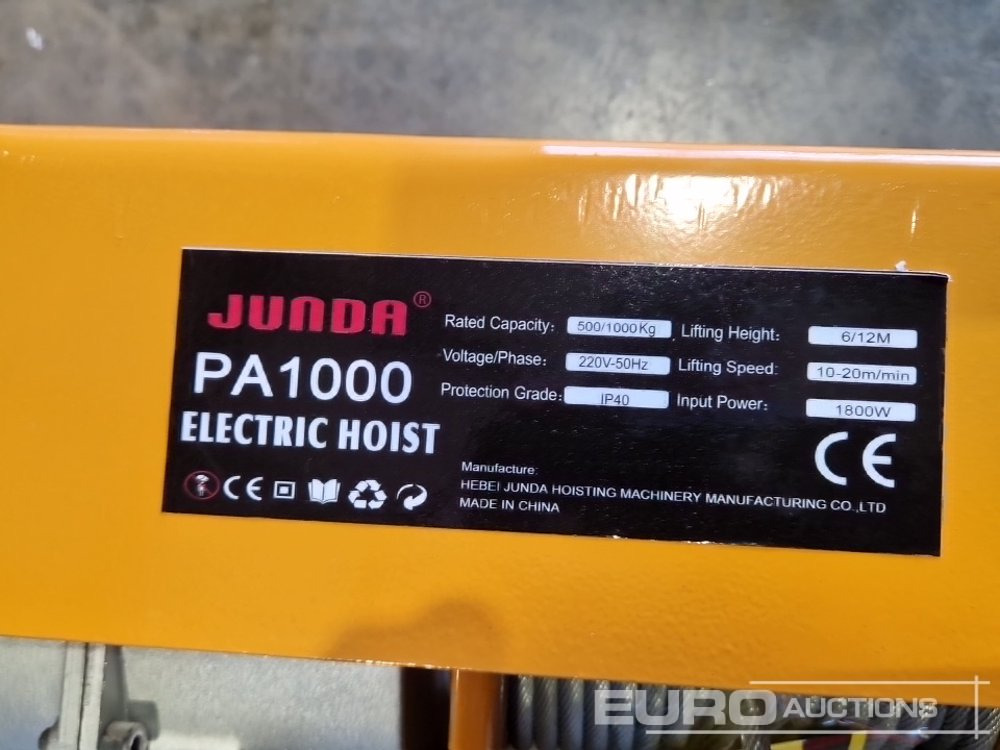 JUNDA®
PA1000
ELECTRIC HOIST
CE
Rated Capacity: 500/1000Kg
Lifting Height: 6/12M
Voltage/Phase: 220V-50Hz
Lifting Speed: 10-20m/min
Protection Grade: IP40
Input Power: 1800W
CE
Manufacture:
HEBEI JUNDA HOISTING MACHINERY MANUFACTURING CO.,LTD
MADE IN CHINA
EURO AUCTIONS